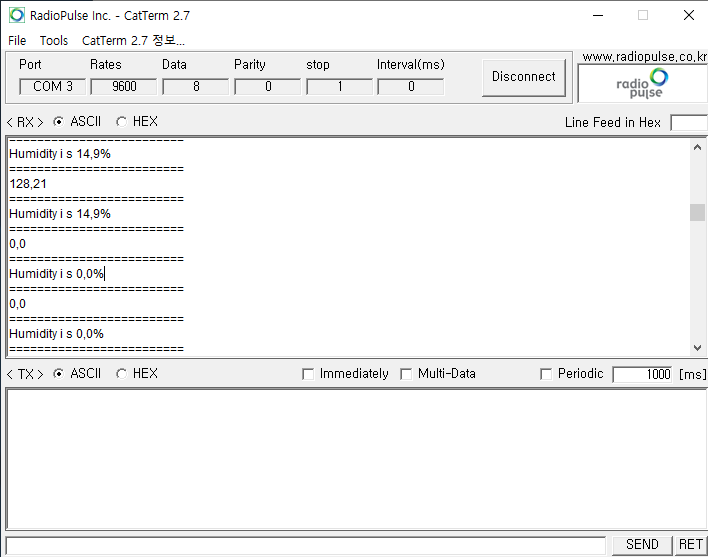 RadioPulse Inc. - CatTerm 2.7
File Tools CatTerm 2.7 정보...
Port Rates Data Parity stop Interval(ms)
COM 3 9600 8 0 1 0
Disconnect
www.radiopulse.co.kr
radio
pulse
< RX > ASCII HEX Line Feed in Hex
=========================
Humidity i s 14,9%
=========================
128,21
=========================
Humidity i s 14,9%
=========================
0,0
=========================
Humidity i s 0,0%
=========================
0,0
=========================
Humidity i s 0,0%
=========================
< TX > ASCII HEX Immediately Multi-Data Periodic 1000 [ms]
SEND RET